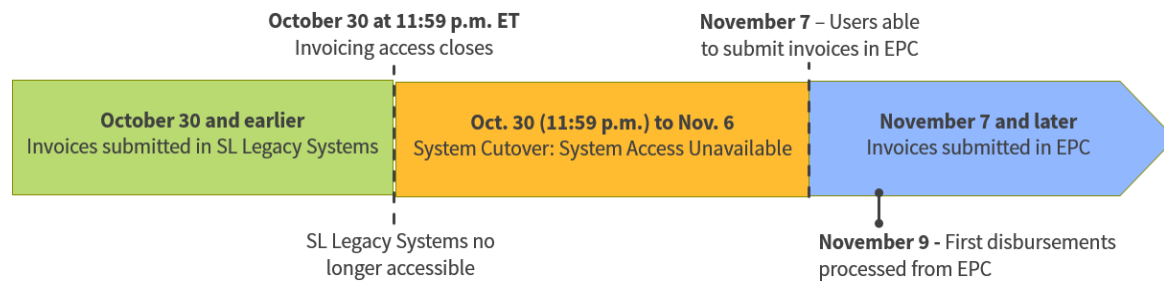 October 30 at 11:59 p.m. ET
Invoicing access closes
November 7 – Users able
to submit invoices in EPC
October 30 and earlier
Invoices submitted in SL Legacy Systems
Oct. 30 (11:59 p.m.) to Nov. 6
System Cutover: System Access Unavailable
November 7 and later
Invoices submitted in EPC
SL Legacy Systems no
longer accessible
November 9 - First disbursements
processed from EPC